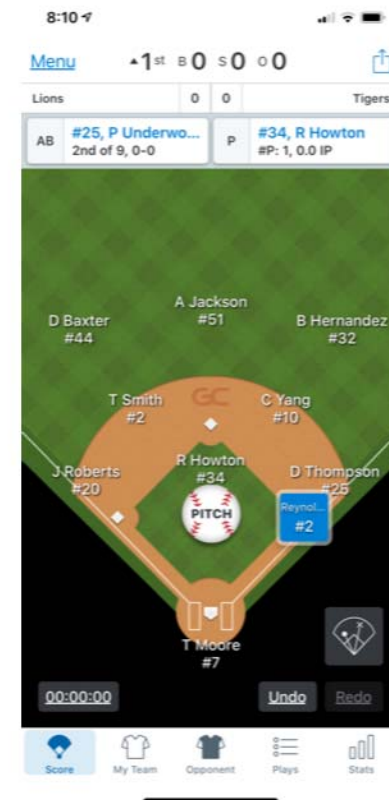 8:10
Menu
1st B 0 S 0 O 0
Lions 0 0 Tigers
AB
#25, P Underwo...
2nd of 9, 0-0
P
#34, R Howton
#P: 1, 0.0 IP
A Jackson
#51
D Baxter
#44
B Hernandez
#32
GC
T Smith
#2
C Yang
#10
R Howton
#34
J Roberts
#20
D Thompson
#25
PITCH
Reynol...
#2
T Moore
#7
00:00:00
Undo
Redo
Score
My Team
Opponent
Plays
Stats